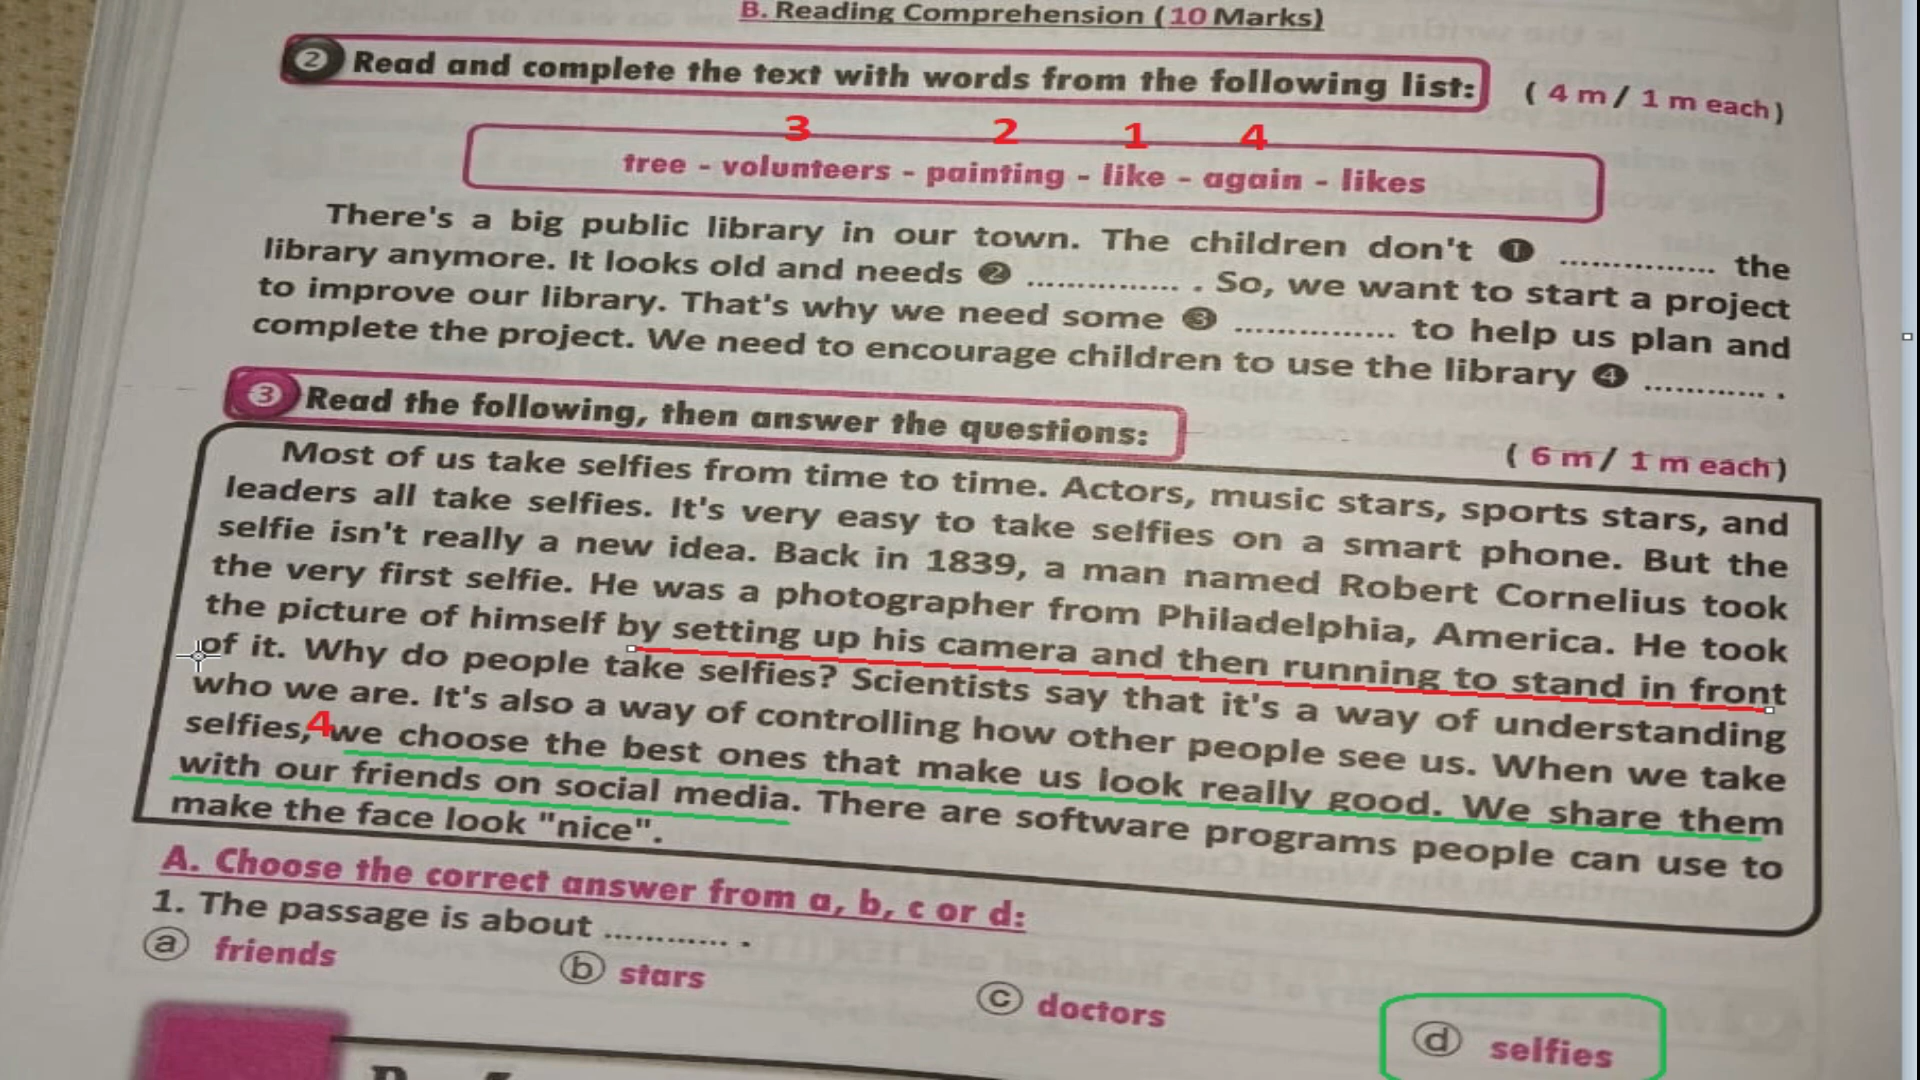 B. Reading Comprehension (10 Marks)
2 Read and complete the text with words from the following list: ( 4 m / 1 m each )
3 2 1 4
tree - volunteers - painting - like - again - likes
There's a big public library in our town. The children don't ❶ ............... the
library anymore. It looks old and needs ❷ ............... . So, we want to start a project
to improve our library. That's why we need some ❸ ............... to help us plan and
complete the project. We need to encourage children to use the library ❹ ............ .
3 Read the following, then answer the questions:
( 6 m / 1 m each )
Most of us take selfies from time to time. Actors, music stars, sports stars, and
leaders all take selfies. It's very easy to take selfies on a smart phone. But the
selfie isn't really a new idea. Back in 1839, a man named Robert Cornelius took
the very first selfie. He was a photographer from Philadelphia, America. He took
the picture of himself by setting up his camera and then running to stand in front
of it. Why do people take selfies? Scientists say that it's a way of understanding
who we are. It's also a way of controlling how other people see us. When we take
selfies, 4 we choose the best ones that make us look really good. We share them
with our friends on social media. There are software programs people can use to
make the face look "nice".
A. Choose the correct answer from a, b, c or d:
1. The passage is about ............ .
a friends b stars c doctors d selfies